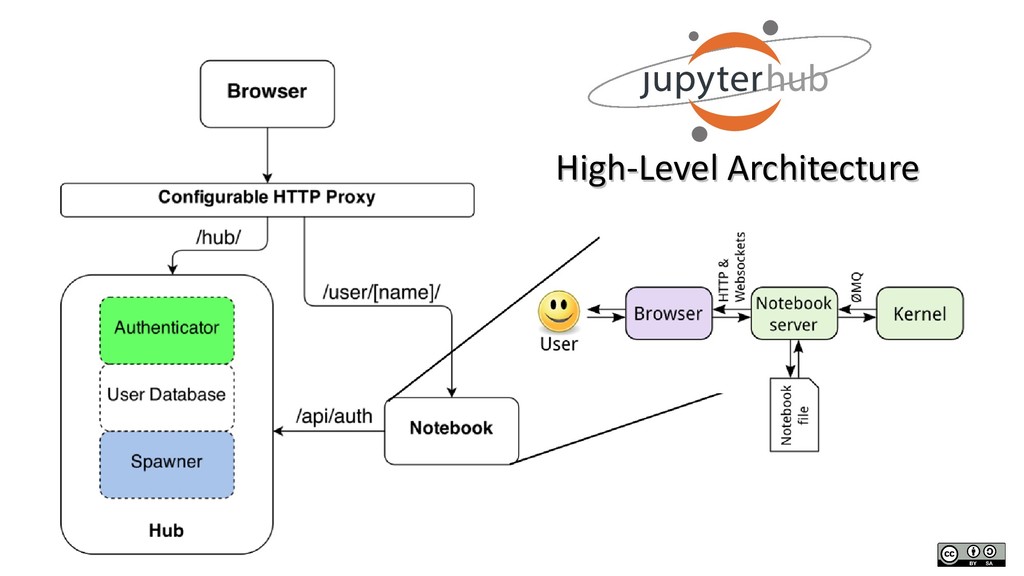 jupyterhub
High-Level Architecture
Browser
Configurable HTTP Proxy
/hub/
/user/[name]/
Authenticator
User Database
Spawner
Hub
/api/auth
Notebook
User
Browser
HTTP &
Websockets
Notebook
server
ØMQ
Kernel
Notebook
file
cc
BY SA